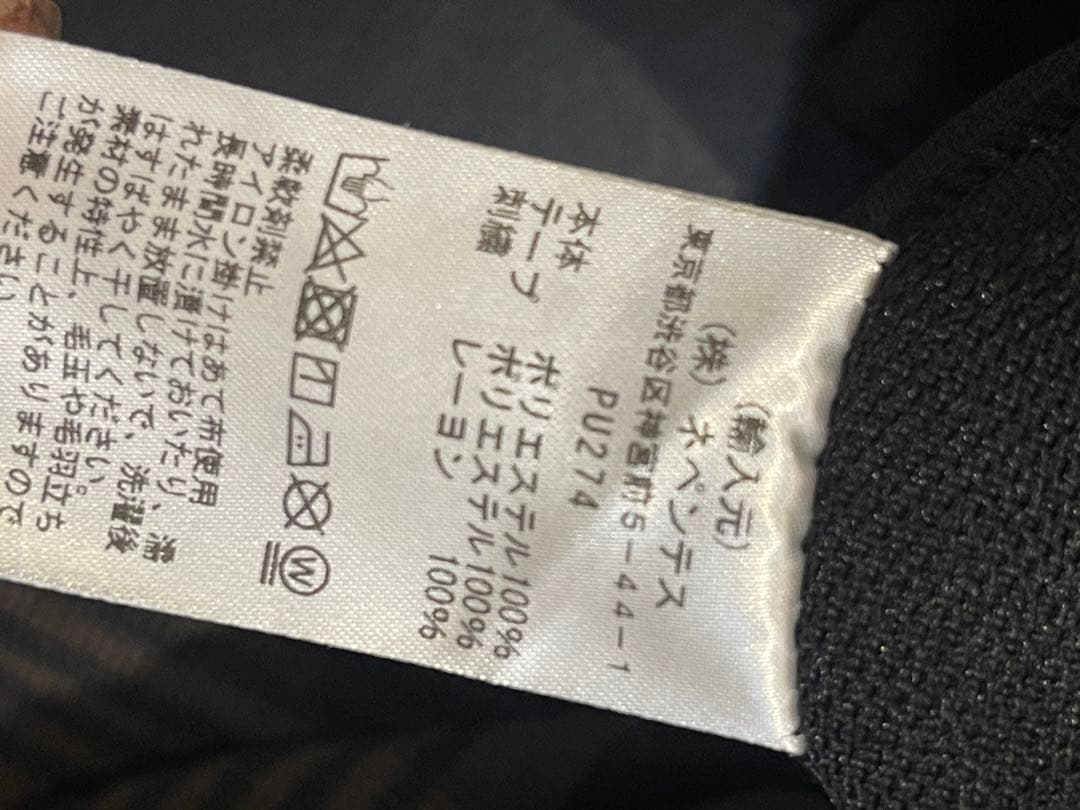 (輸入元)
(株) ネペンテス
東京都渋谷区神宮前5-44-1
PU274
本体 ポリエステル100%
テープ ポリエステル100%
刺繍 レーヨン 100%
W
柔軟剤禁止
アイロン掛けはあて布使用
長時間水に漬けておいたり、濡
れたまま放置しないで、洗濯後
はすばやく干してください。
素材の特性上、毛玉や毛羽立ち
が発生することがありますので
ご注意ください